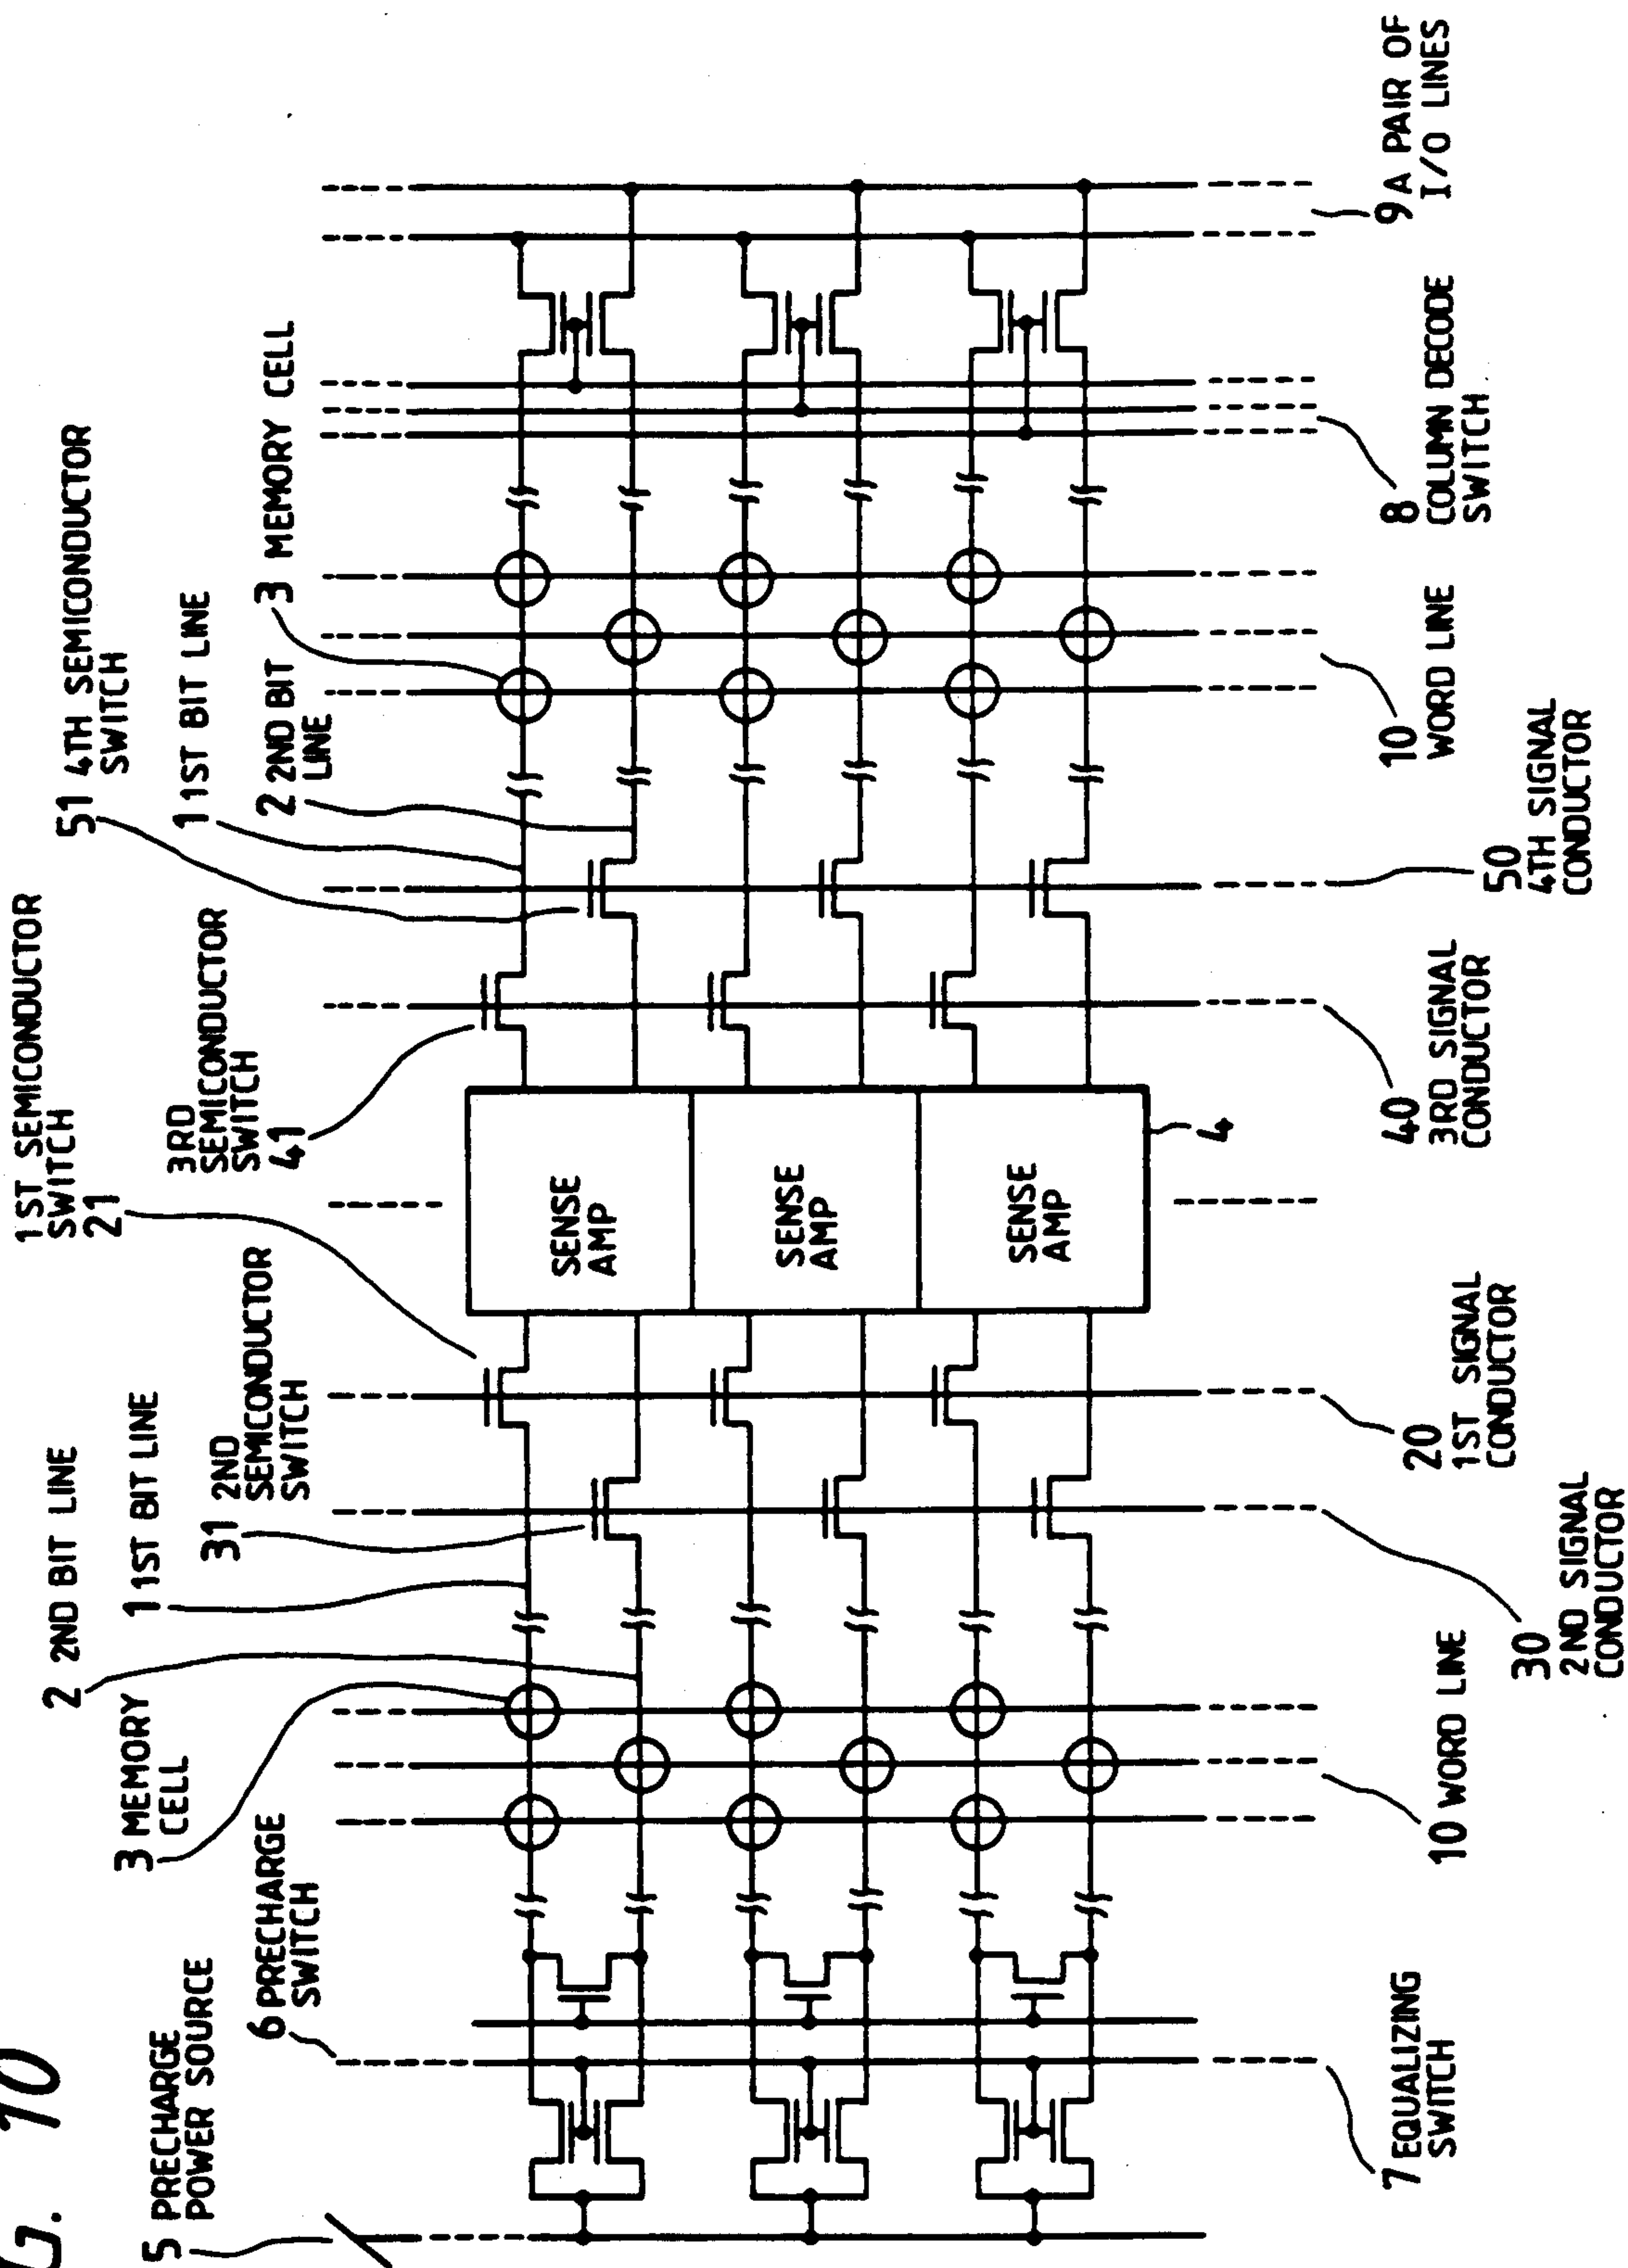 G. 10
1ST SEMICONDUCTOR
SWITCH
21
2 2ND BIT LINE
51 4TH SEMICONDUCTOR
SWITCH
5 PRECHARGE
POWER SOURCE
3 MEMORY
CELL
1 1ST BIT LINE
3RD
SEMICONDUCTOR
SWITCH
41
1 1ST BIT LINE
6 PRECHARGE
SWITCH
31 2ND
SEMICONDUCTOR
SWITCH
2 2ND BIT
LINE
3 MEMORY CELL
SENSE
AMP
SENSE
AMP
SENSE
AMP
4
7 EQUALIZING
SWITCH
10 WORD LINE
30
2ND SIGNAL
CONDUCTOR
20
1ST SIGNAL
CONDUCTOR
40
3RD SIGNAL
CONDUCTOR
50
4TH SIGNAL
CONDUCTOR
10
WORD LINE
8
COLUMN DECODE
SWITCH
9 A PAIR OF
I/O LINES